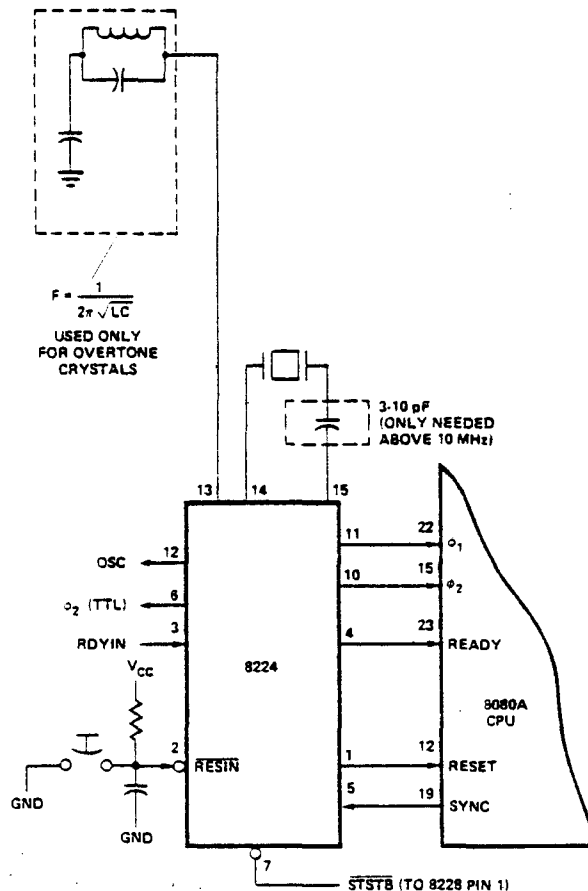 F = 1 / 2π √LC
USED ONLY
FOR OVERTONE
CRYSTALS
3-10 pF
(ONLY NEEDED
ABOVE 10 MHz)
13
14
15
11
22
ϕ1
12
OSC
10
15
ϕ2
6
ϕ2 (TTL)
3
RDYIN
4
23
READY
8224
8080A
CPU
VCC
2
RESIN
1
12
RESET
GND
5
19
SYNC
GND
7
STSTB (TO 8228 PIN 1)